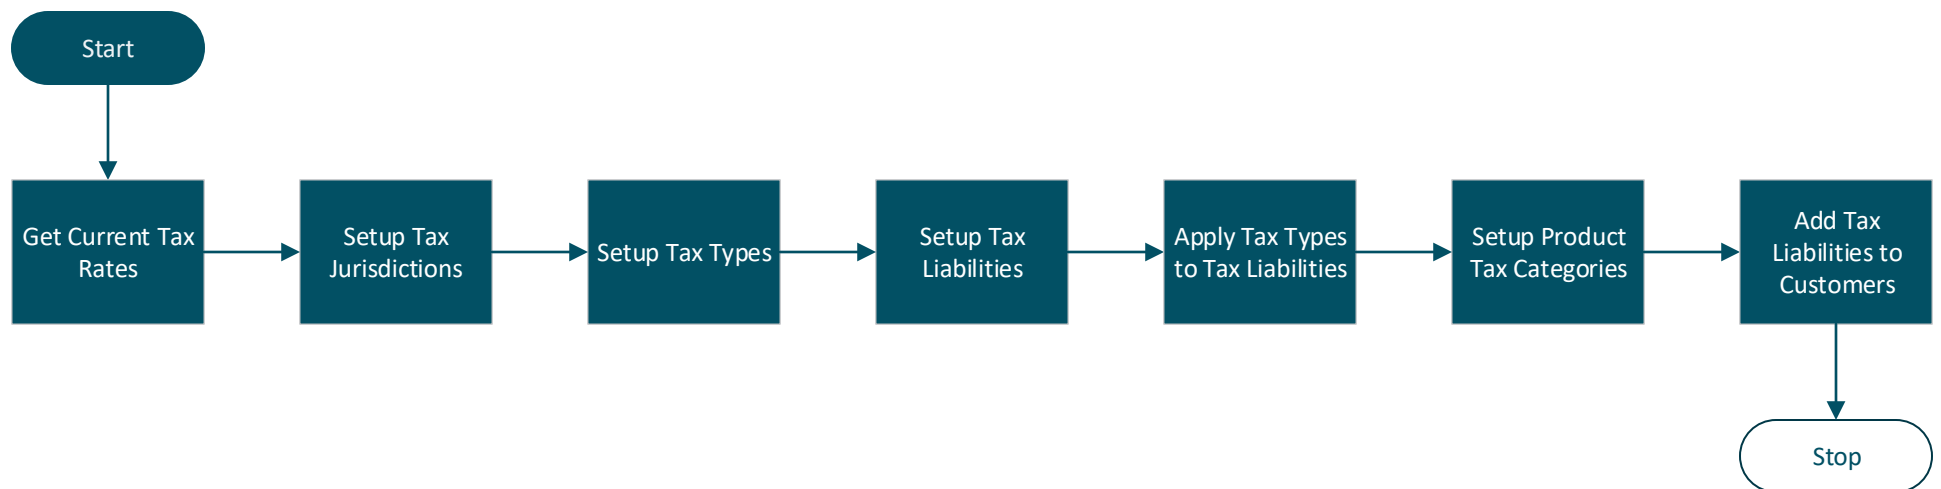 Start
Get Current Tax
Rates
Setup Tax
Jurisdictions
Setup Tax Types
Setup Tax
Liabilities
Apply Tax Types
to Tax Liabilities
Setup Product
Tax Categories
Add Tax
Liabilities to
Customers
Stop